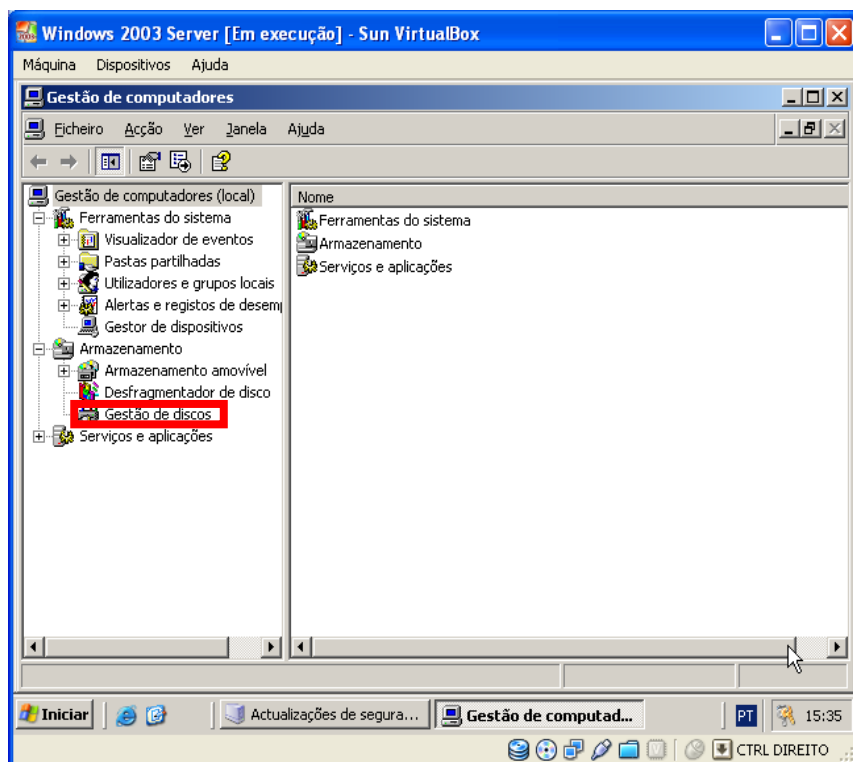 Windows 2003 Server [Em execução] - Sun VirtualBox
Máquina Dispositivos Ajuda
Gestão de computadores
Ficheiro Acção Ver Janela Ajuda
Gestão de computadores (local)
Ferramentas do sistema
Visualizador de eventos
Pastas partilhadas
Utilizadores e grupos locais
Alertas e registos de desem
Gestor de dispositivos
Armazenamento
Armazenamento amovível
Desfragmentador de disco
Gestão de discos
Serviços e aplicações
Nome
Ferramentas do sistema
Armazenamento
Serviços e aplicações
Iniciar Actualizações de segura... Gestão de computad... PT 15:35
CTRL DIREITO